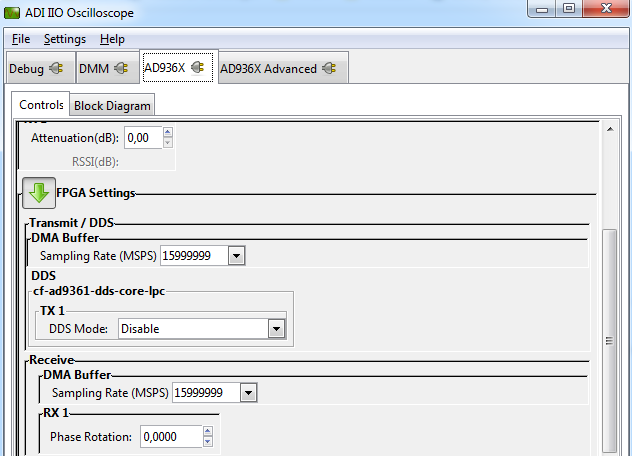 ADI IIO Oscilloscope
File Settings Help
Debug DMM AD936X AD936X Advanced
Controls Block Diagram
Attenuation(dB): 0,00
RSSI(dB):
FPGA Settings
Transmit / DDS
DMA Buffer
Sampling Rate (MSPS) 15999999
DDS
cf-ad9361-dds-core-lpc
TX 1
DDS Mode: Disable
Receive
DMA Buffer
Sampling Rate (MSPS) 15999999
RX 1
Phase Rotation: 0,0000